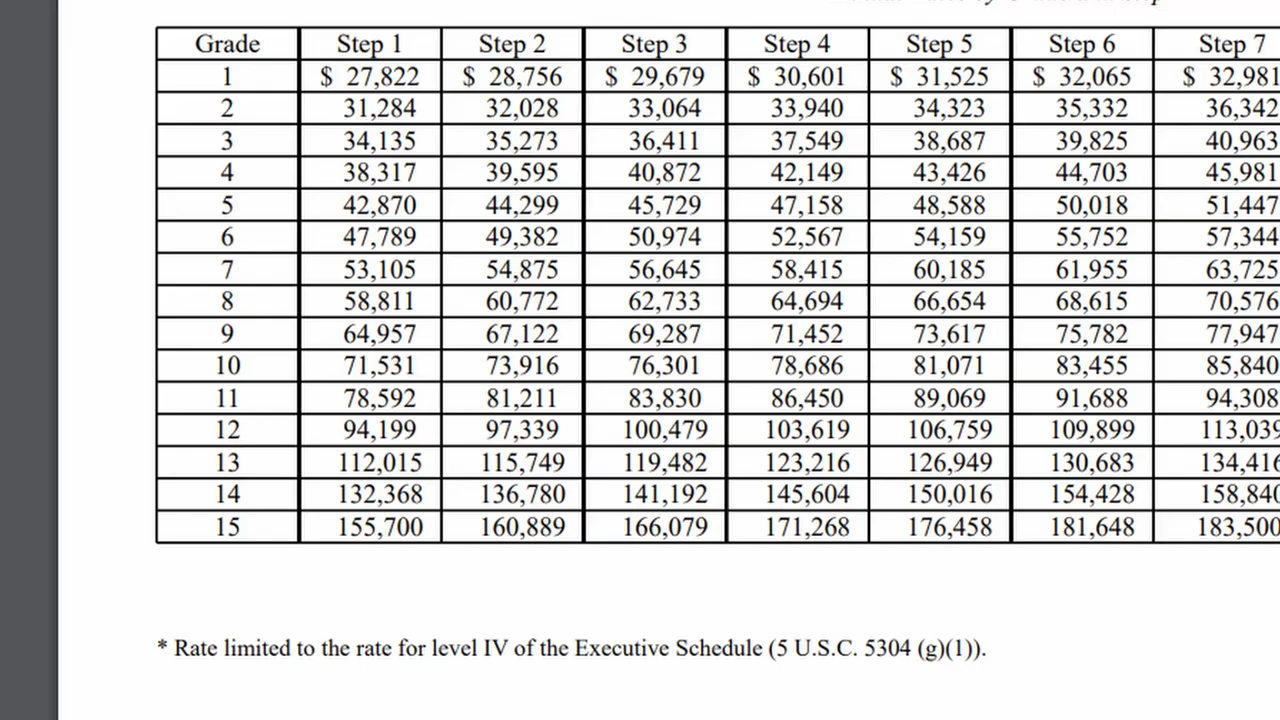 Grade Step 1 Step 2 Step 3 Step 4 Step 5 Step 6 Step 7
1 $ 27,822 $ 28,756 $ 29,679 $ 30,601 $ 31,525 $ 32,065 $ 32,981
2 31,284 32,028 33,064 33,940 34,323 35,332 36,342
3 34,135 35,273 36,411 37,549 38,687 39,825 40,963
4 38,317 39,595 40,872 42,149 43,426 44,703 45,981
5 42,870 44,299 45,729 47,158 48,588 50,018 51,447
6 47,789 49,382 50,974 52,567 54,159 55,752 57,344
7 53,105 54,875 56,645 58,415 60,185 61,955 63,725
8 58,811 60,772 62,733 64,694 66,654 68,615 70,576
9 64,957 67,122 69,287 71,452 73,617 75,782 77,947
10 71,531 73,916 76,301 78,686 81,071 83,455 85,840
11 78,592 81,211 83,830 86,450 89,069 91,688 94,308
12 94,199 97,339 100,479 103,619 106,759 109,899 113,039
13 112,015 115,749 119,482 123,216 126,949 130,683 134,416
14 132,368 136,780 141,192 145,604 150,016 154,428 158,840
15 155,700 160,889 166,079 171,268 176,458 181,648 183,500
* Rate limited to the rate for level IV of the Executive Schedule (5 U.S.C. 5304 (g)(1)).